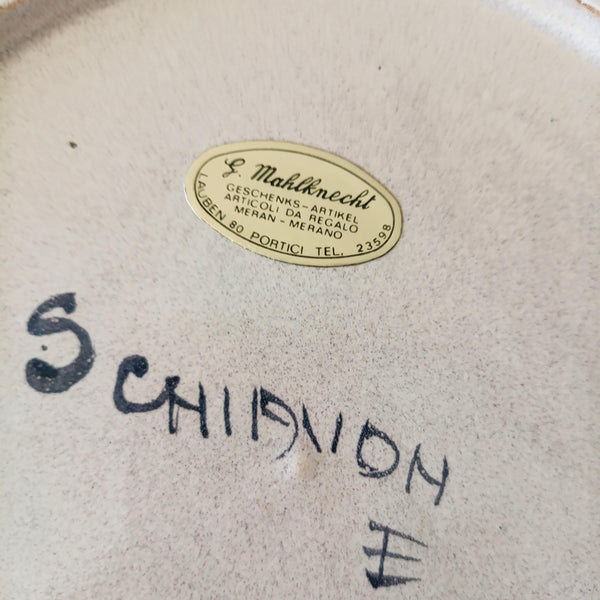 G. Mahlknecht
GESCHENKS-ARTIKEL
ARTICOLI DA REGALO
MERAN - MERANO
LAUBEN 80 PORTICI TEL. 23598
SCHIAVON
E